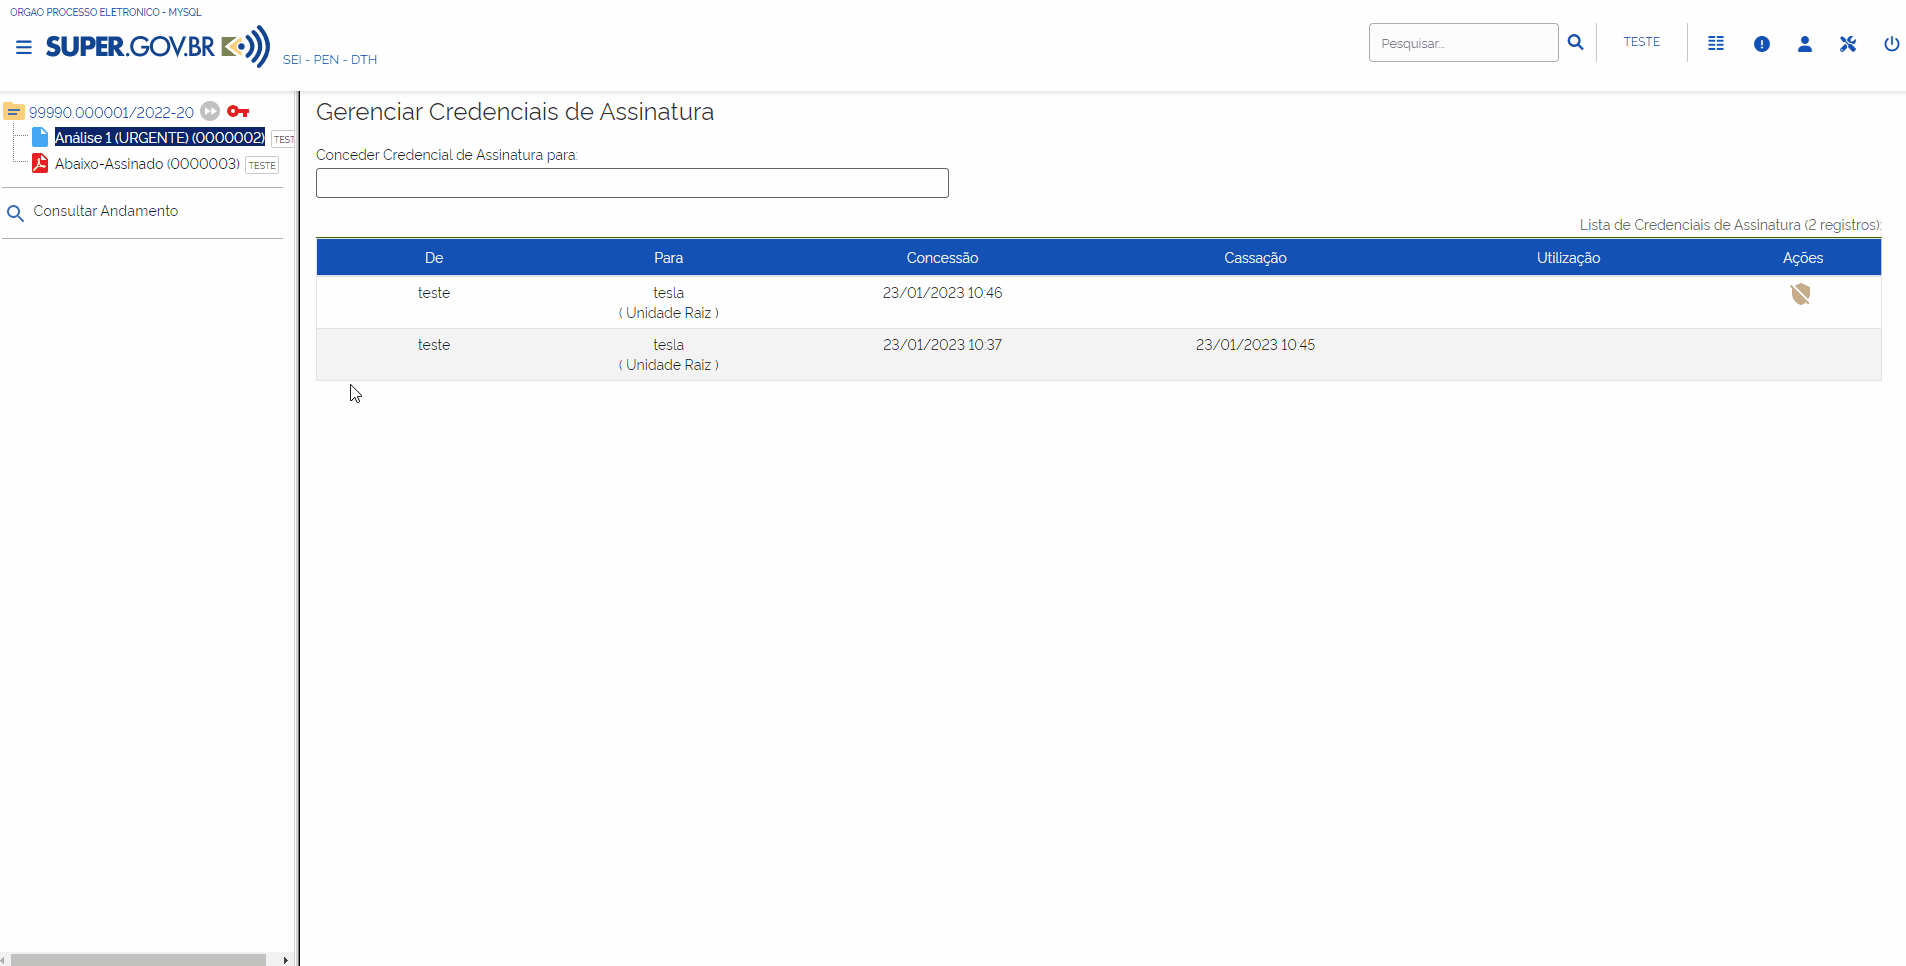 ORGAO PROCESSO ELETRONICO - MYSQL
SUPER.GOV.BR
SEI - PEN - DTH
Pesquisar...
TESTE
99990.000001/2022-20
Análise 1 (URGENTE) (0000002)
TEST
Abaixo-Assinado (0000003)
TESTE
Consultar Andamento
Gerenciar Credenciais de Assinatura
Conceder Credencial de Assinatura para:
Lista de Credenciais de Assinatura (2 registros):
De Para Concessão Cassação Utilização Ações
teste tesla 23/01/2023 10:46
( Unidade Raiz )
teste tesla 23/01/2023 10:37 23/01/2023 10:45
( Unidade Raiz )